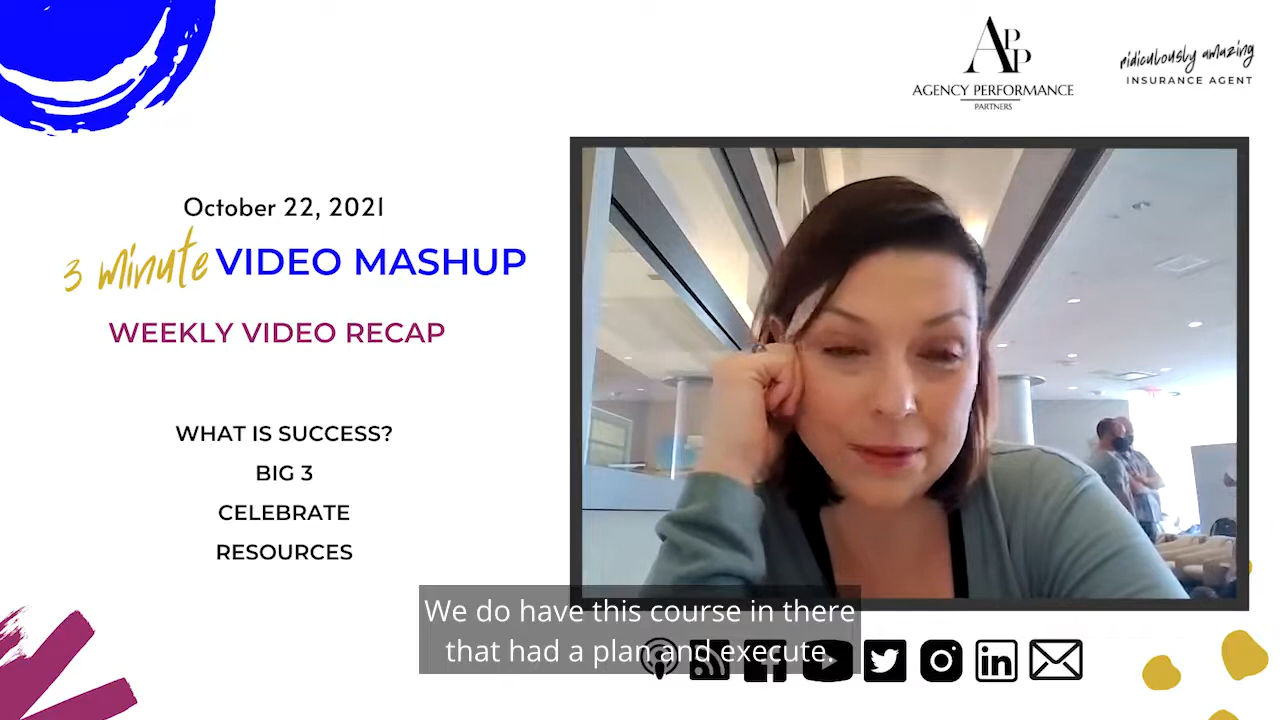 APP
AGENCY PERFORMANCE
PARTNERS
ridiculously amazing
INSURANCE AGENT
October 22, 2021
3 minute VIDEO MASHUP
WEEKLY VIDEO RECAP
WHAT IS SUCCESS?
BIG 3
CELEBRATE
RESOURCES
We do have this course in there
that had a plan and execute.